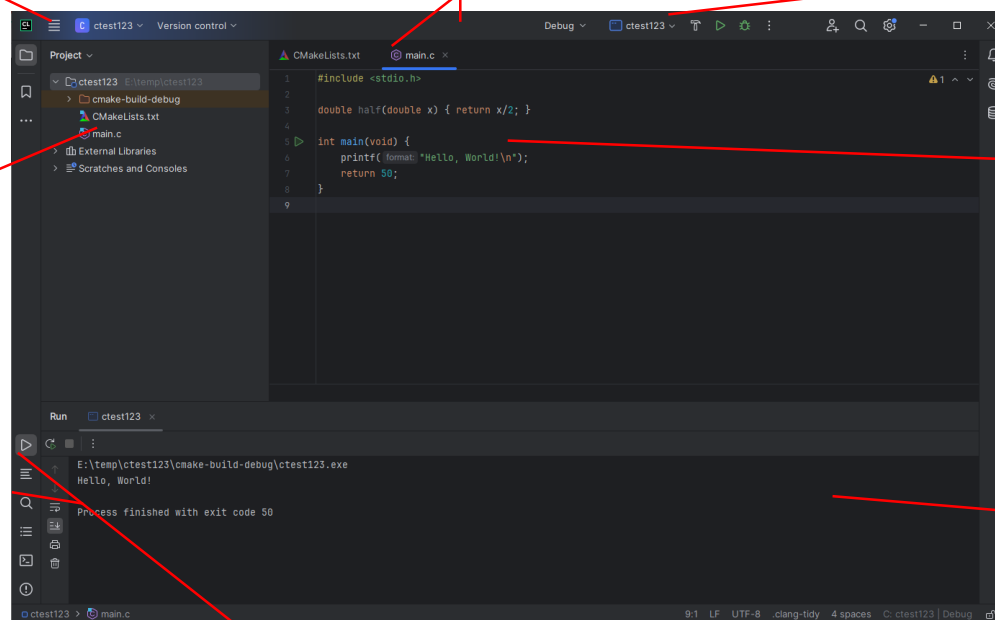 CL C ctest123 Version control Debug ctest123
Project
CMakeLists.txt
main.c
ctest123 E:\temp\ctest123
cmake-build-debug
CMakeLists.txt
main.c
External Libraries
Scratches and Consoles
1 #include <stdio.h>
2
3 double half(double x) { return x/2; }
4
5 int main(void) {
6 printf( format: "Hello, World!\n");
7 return 50;
8 }
9
1
Run ctest123
E:\temp\ctest123\cmake-build-debug\ctest123.exe
Hello, World!
Process finished with exit code 50
ctest123 > main.c 9:1 LF UTF-8 .clang-tidy 4 spaces C: ctest123 | Debug